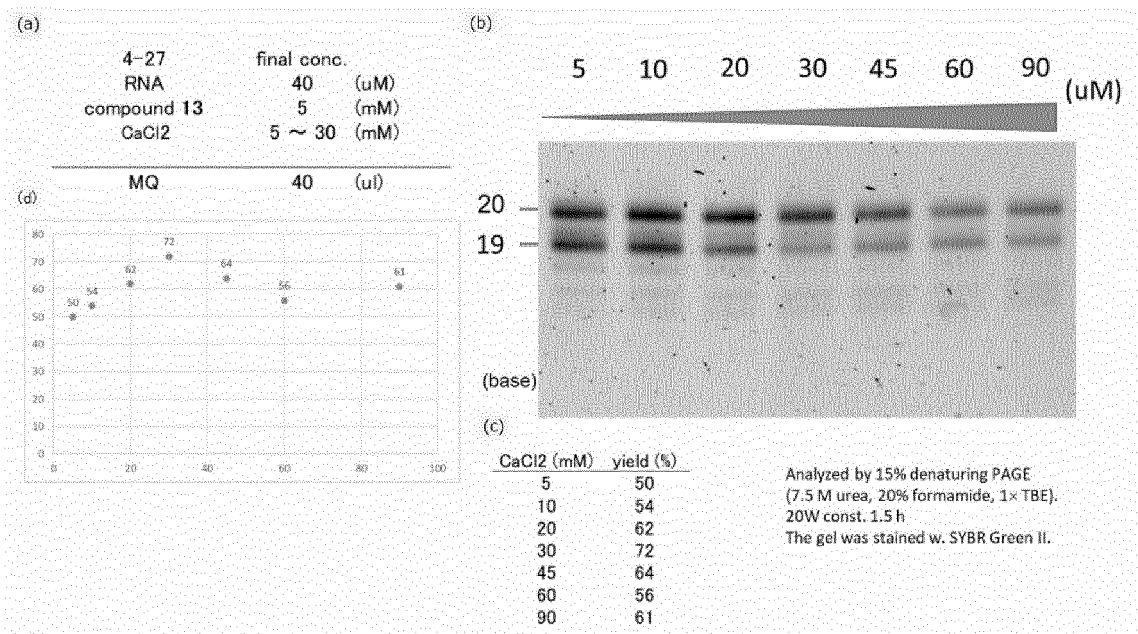 (a)
4-27 final conc.
RNA 40 (uM)
compound 13 5 (mM)
CaCl2 5 ~ 30 (mM)
MQ 40 (ul)
(b)
5 10 20 30 45 60 90 (uM)
20
19
(base)
(c)
CaCl2 (mM) yield (%)
5 50
10 54
20 62
30 72
45 64
60 56
90 61
Analyzed by 15% denaturing PAGE
(7.5 M urea, 20% formamide, 1× TBE).
20W const. 1.5 h
The gel was stained w. SYBR Green II.
(d)
80
70
60
50
40
30
20
10
0
50 54 62 72 64 56 61
0 20 40 60 80 100